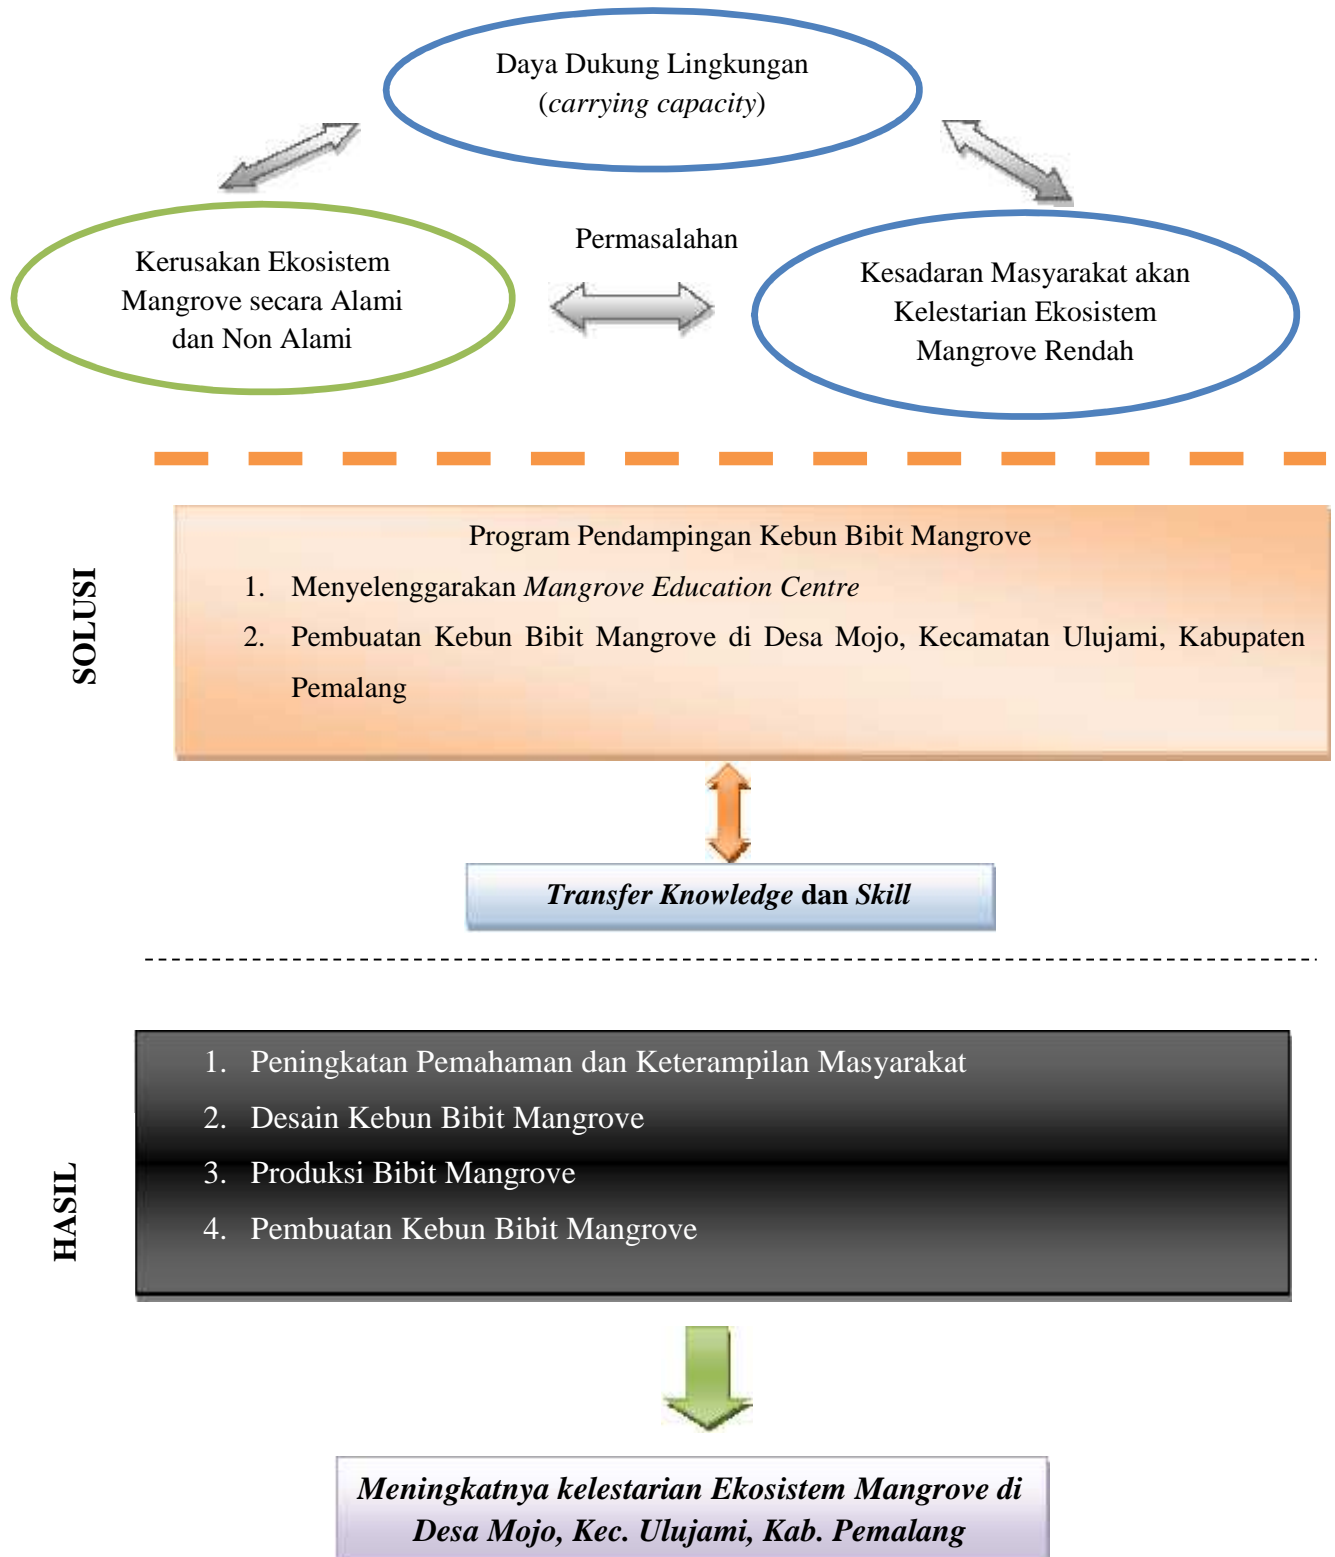 Daya Dukung Lingkungan
(carrying capacity)
Permasalahan
Kerusakan Ekosistem
Mangrove secara Alami
dan Non Alami
Kesadaran Masyarakat akan
Kelestarian Ekosistem
Mangrove Rendah
SOLUSI
Program Pendampingan Kebun Bibit Mangrove
1. Menyelenggarakan Mangrove Education Centre
2. Pembuatan Kebun Bibit Mangrove di Desa Mojo, Kecamatan Ulujami, Kabupaten
Pemalang
Transfer Knowledge dan Skill
HASIL
1. Peningkatan Pemahaman dan Keterampilan Masyarakat
2. Desain Kebun Bibit Mangrove
3. Produksi Bibit Mangrove
4. Pembuatan Kebun Bibit Mangrove
Meningkatnya kelestarian Ekosistem Mangrove di
Desa Mojo, Kec. Ulujami, Kab. Pemalang